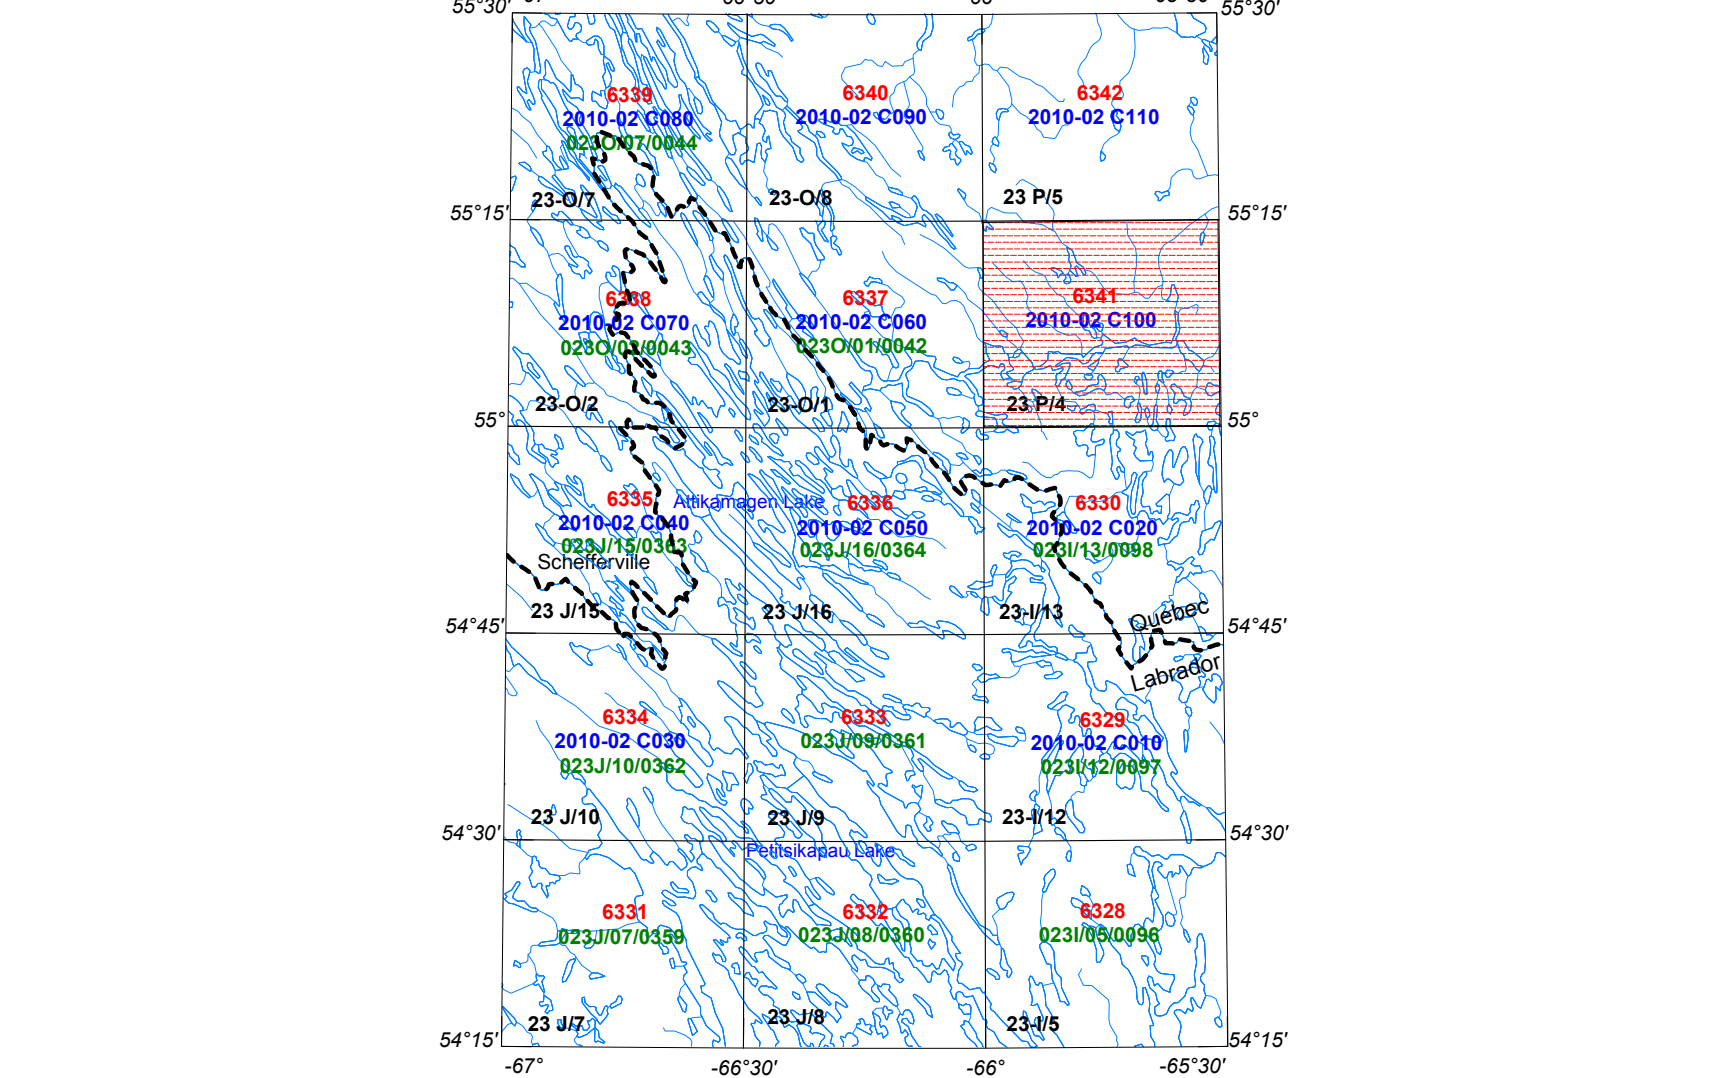 55°30'
55°30'
6339
2010-02 C080
023O/07/0044
23-O/7
6340
2010-02 C090
23-O/8
6342
2010-02 C110
23 P/5
55°15'
55°15'
6338
2010-02 C070
023O/02/0043
23-O/2
6337
2010-02 C060
023O/01/0042
23-O/1
6341
2010-02 C100
23 P/4
55°
55°
6335
2010-02 C040
023J/15/0363
Schefferville
23 J/15
Attikamagen Lake
6336
2010-02 C050
023J/16/0364
23 J/16
6330
2010-02 C020
023I/13/0098
23-I/13
Quebec
Labrador
54°45'
54°45'
6334
2010-02 C030
023J/10/0362
23 J/10
6333
023J/09/0361
23 J/9
6329
2010-02 C010
023I/12/0097
23-I/12
54°30'
54°30'
Petitsikapau Lake
6331
023J/07/0359
23 J/7
6332
023J/08/0360
23 J/8
6328
023I/05/0096
23-I/5
54°15'
54°15'
-67°
-66°30'
-66°
-65°30'